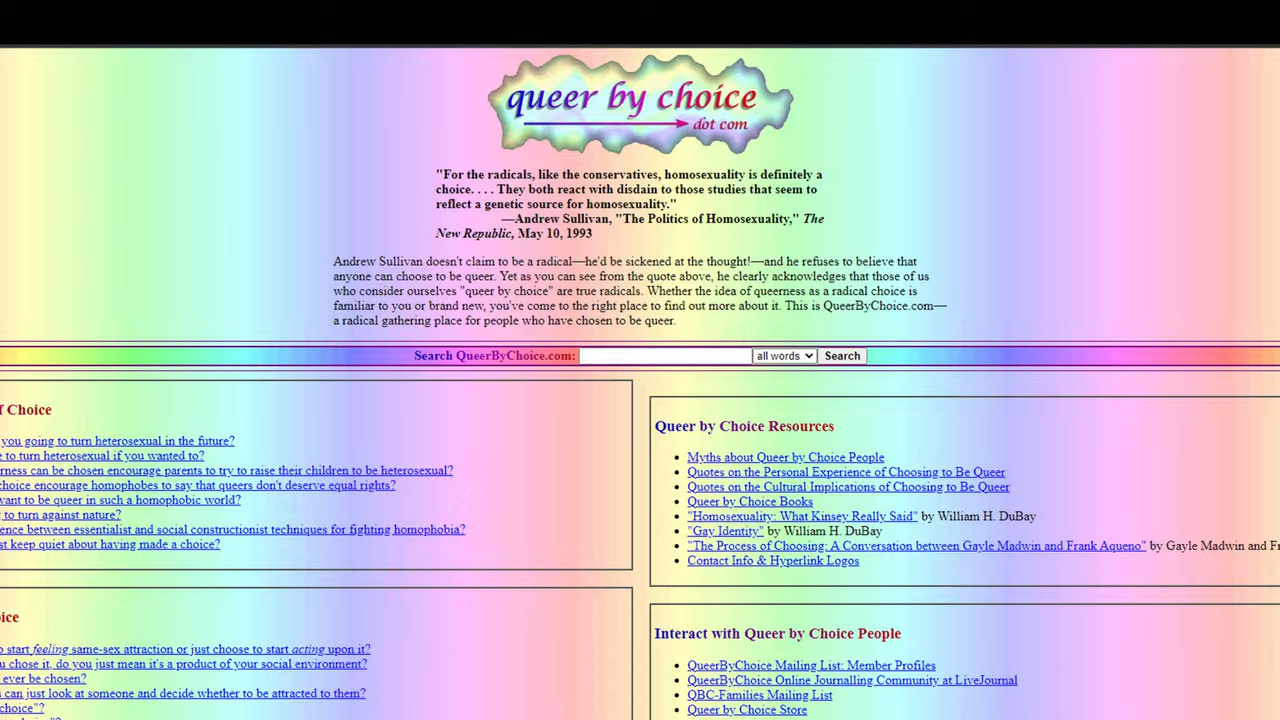 queer by choice
dot com
"For the radicals, like the conservatives, homosexuality is definitely a
choice. . . . They both react with disdain to those studies that seem to
reflect a genetic source for homosexuality."
—Andrew Sullivan, "The Politics of Homosexuality," The
New Republic, May 10, 1993
Andrew Sullivan doesn't claim to be a radical—he'd be sickened at the thought!—and he refuses to believe that
anyone can choose to be queer. Yet as you can see from the quote above, he clearly acknowledges that those of us
who consider ourselves "queer by choice" are true radicals. Whether the idea of queerness as a radical choice is
familiar to you or brand new, you've come to the right place to find out more about it. This is QueerByChoice.com—
a radical gathering place for people who have chosen to be queer.
Search QueerByChoice.com: all words Search
f Choice
you going to turn heterosexual in the future?
e to turn heterosexual if you wanted to?
rness can be chosen encourage parents to try to raise their children to be heterosexual?
choice encourage homophobes to say that queers don't deserve equal rights?
want to be queer in such a homophobic world?
to turn against nature?
ence between essentialist and social constructionist techniques for fighting homophobia?
st keep quiet about having made a choice?
oice
o start feeling same-sex attraction or just choose to start acting upon it?
u chose it, do you just mean it's a product of your social environment?
ever be chosen?
can just look at someone and decide whether to be attracted to them?
choice"?
Queer by Choice Resources
Myths about Queer by Choice People
Quotes on the Personal Experience of Choosing to Be Queer
Quotes on the Cultural Implications of Choosing to Be Queer
Queer by Choice Books
"Homosexuality: What Kinsey Really Said" by William H. DuBay
"Gay Identity" by William H. DuBay
"The Process of Choosing: A Conversation between Gayle Madwin and Frank Aqueno" by Gayle Madwin and Fr
Contact Info & Hyperlink Logos
Interact with Queer by Choice People
QueerByChoice Mailing List: Member Profiles
QueerByChoice Online Journalling Community at LiveJournal
QBC-Families Mailing List
Queer by Choice Store